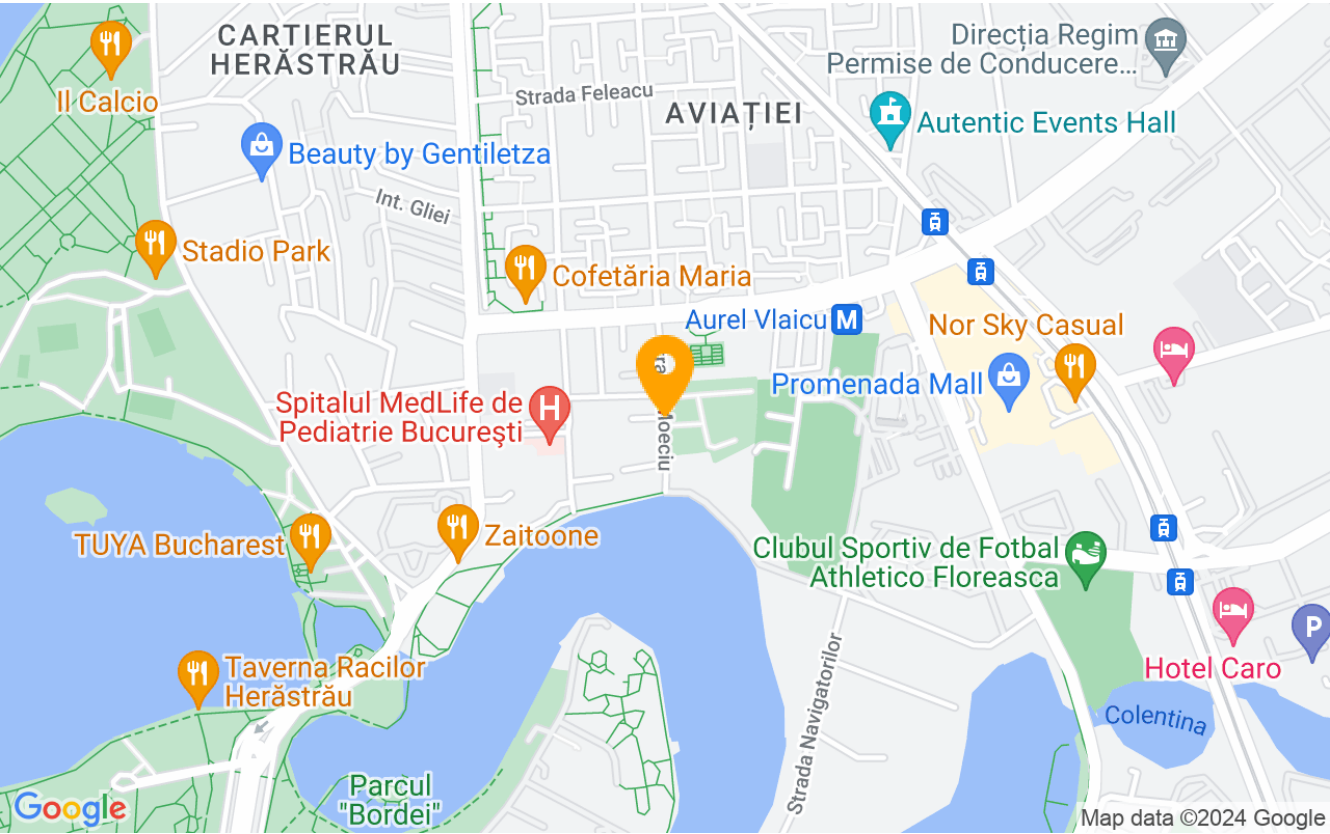 CARTIERUL
HERĂSTRĂU
Direcția Regim
Permise de Conducere...
Il Calcio
Strada Feleacu
AVIAȚIEI
Autentic Events Hall
Beauty by Gentiletza
Int. Gliei
Stadio Park
Cofetăria Maria
Aurel Vlaicu M
Nor Sky Casual
Promenada Mall
Spitalul MedLife de
Pediatrie Bucureşti
H
Moeciu
TUYA Bucharest
Zaitoone
Clubul Sportiv de Fotbal
Athletico Floreasca
P
Taverna Racilor
Herăstrău
Hotel Caro
Strada Navigatorilor
Colentina
Parcul
"Bordei"
Google
Map data ©2024 Google